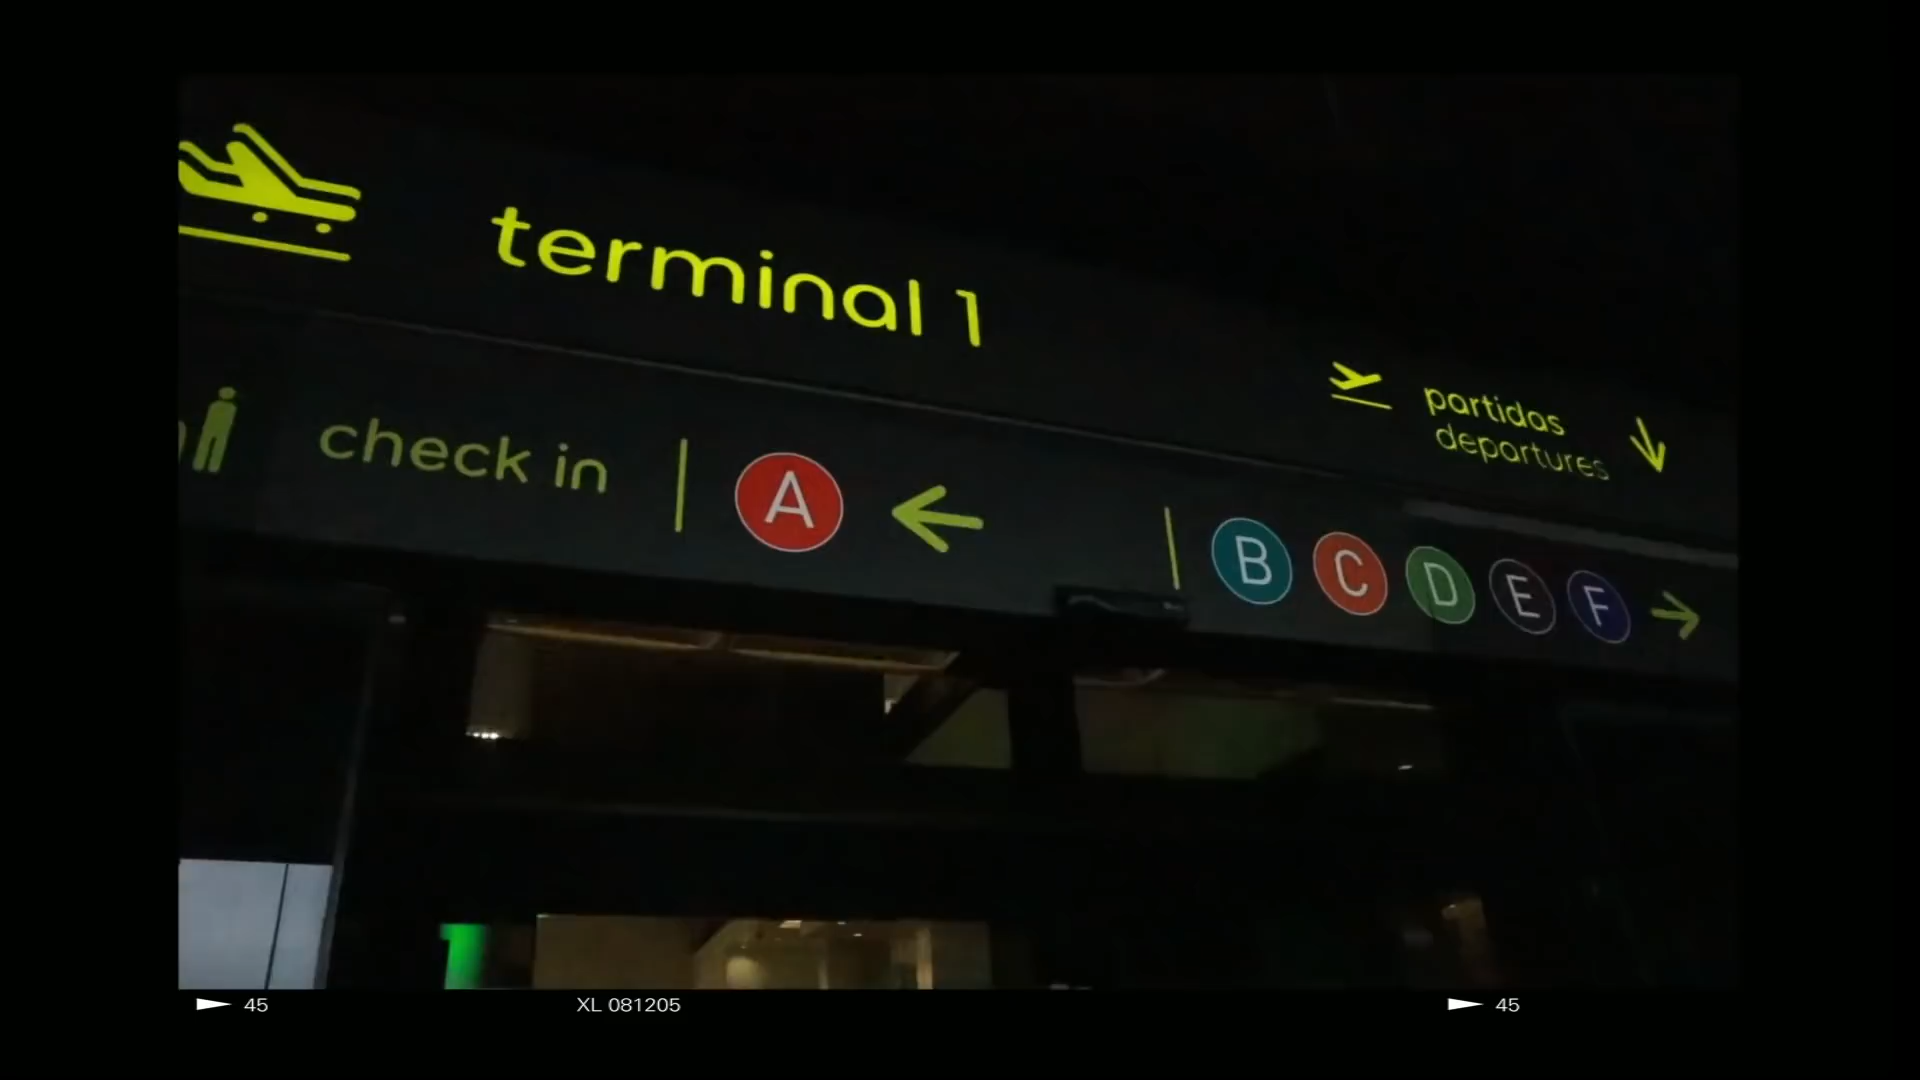 terminal 1
partidas
departures
check in A
B C D E F
45 XL 081205 45